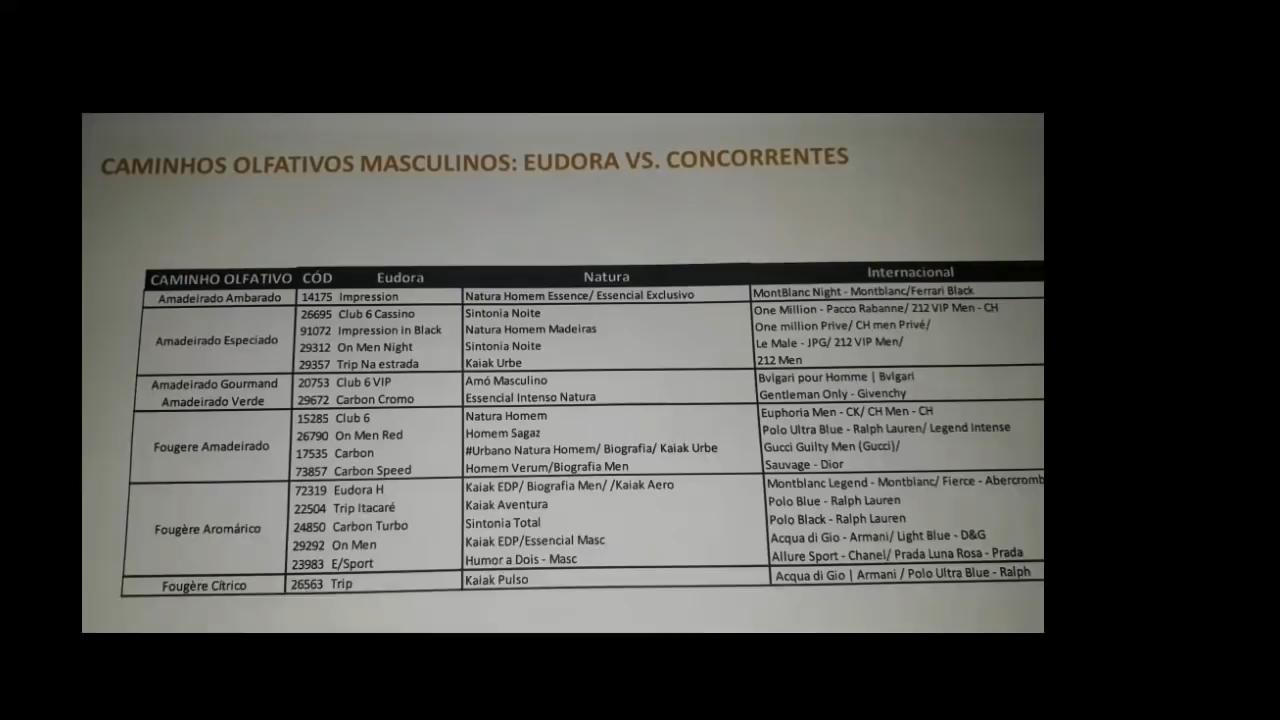 CAMINHOS OLFATIVOS MASCULINOS: EUDORA VS. CONCORRENTES
CAMINHO OLFATIVO CÓD Eudora Natura Internacional
Amadeirado Ambarado 14175 Impression Natura Homem Essence/ Essencial Exclusivo MontBlanc Night - Montblanc/Ferrari Black
Amadeirado Especiado 26695 Club 6 Cassino Sintonia Noite One Million - Pacco Rabanne/ 212 VIP Men - CH
91072 Impression in Black Natura Homem Madeiras One million Prive/ CH men Privé/
29312 On Men Night Sintonia Noite Le Male - JPG/ 212 VIP Men/
29357 Trip Na estrada Kaiak Urbe 212 Men
Amadeirado Gourmand 20753 Club 6 VIP Amó Masculino Bvlgari pour Homme | Bvlgari
Amadeirado Verde 29672 Carbon Cromo Essencial Intenso Natura Gentleman Only - Givenchy
Fougere Amadeirado 15285 Club 6 Natura Homem Euphoria Men - CK/ CH Men - CH
26790 On Men Red Homem Sagaz Polo Ultra Blue - Ralph Lauren/ Legend Intense
17535 Carbon #Urbano Natura Homem/ Biografia/ Kaiak Urbe Gucci Guilty Men (Gucci)/
73857 Carbon Speed Homem Verum/Biografia Men Sauvage - Dior
Fougère Aromárico 72319 Eudora H Kaiak EDP/ Biografia Men/ /Kaiak Aero Montblanc Legend - Montblanc/ Fierce - Abercromb
22504 Trip Itacaré Kaiak Aventura Polo Blue - Ralph Lauren
24850 Carbon Turbo Sintonia Total Polo Black - Ralph Lauren
29292 On Men Kaiak EDP/Essencial Masc Acqua di Gio - Armani/ Light Blue - D&G
23983 E/Sport Humor a Dois - Masc Allure Sport - Chanel/ Prada Luna Rosa - Prada
Fougère Cítrico 26563 Trip Kaiak Pulso Acqua di Gio | Armani / Polo Ultra Blue - Ralph